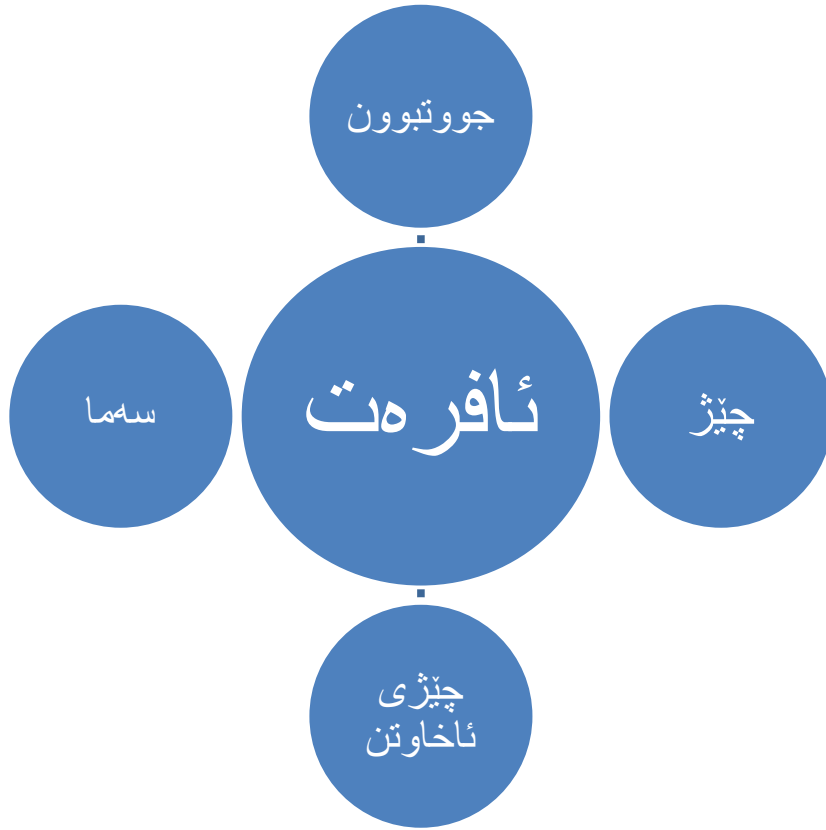 جووتبوون
سەما
ئافرەت
چێژ
چێژی
ئاخاوتن